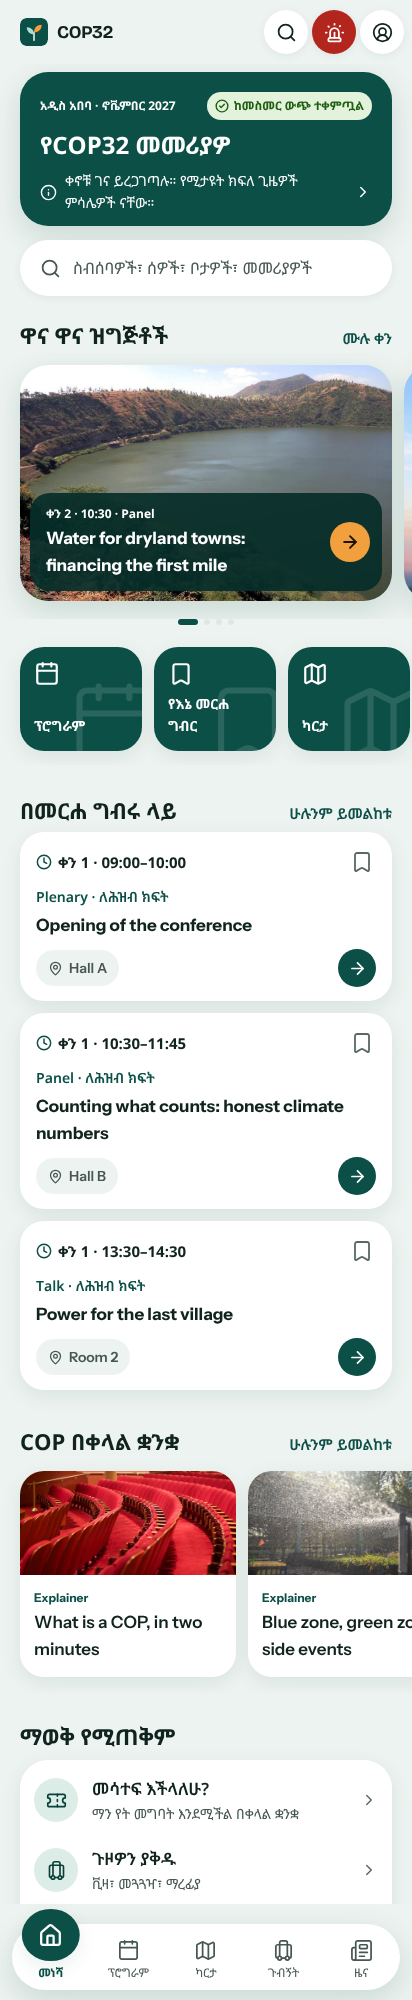 COP32
አዲስ አበባ · ኖቬምበር 2027
ከመስመር ውጭ ተቀምጧል
የCOP32 መመሪያዎ
ቀኖቹ ገና ይረጋገጣሉ። የሚታዩት ክፍለ ጊዜዎች
ምሳሌዎች ናቸው።
ስብሰባዎች፣ ሰዎች፣ ቦታዎች፣ መመሪያዎች
ዋና ዋና ዝግጅቶች
ሙሉ ቀን
ቀን 2 · 10:30 · Panel
Water for dryland towns:
financing the first mile
ፕሮግራም
የእኔ መርሐ
ግብር
ካርታ
በመርሐ ግብሩ ላይ
ሁሉንም ይመልከቱ
ቀን 1 · 09:00–10:00
Plenary · ለሕዝብ ክፍት
Opening of the conference
Hall A
ቀን 1 · 10:30–11:45
Panel · ለሕዝብ ክፍት
Counting what counts: honest climate
numbers
Hall B
ቀን 1 · 13:30–14:30
Talk · ለሕዝብ ክፍት
Power for the last village
Room 2
COP በቀላል ቋንቋ
ሁሉንም ይመልከቱ
Explainer
What is a COP, in two
minutes
Explainer
Blue zone, green zo
side events
ማወቅ የሚጠቅም
መሳተፍ እችላለሁ?
ማን የት መግባት እንደሚችል በቀላል ቋንቋ
ጉዞዎን ያቅዱ
ቪዛ፣ መጓጓዣ፣ ማረፊያ
መነሻ
ፕሮግራም
ካርታ
ጉብኝት
ዜና